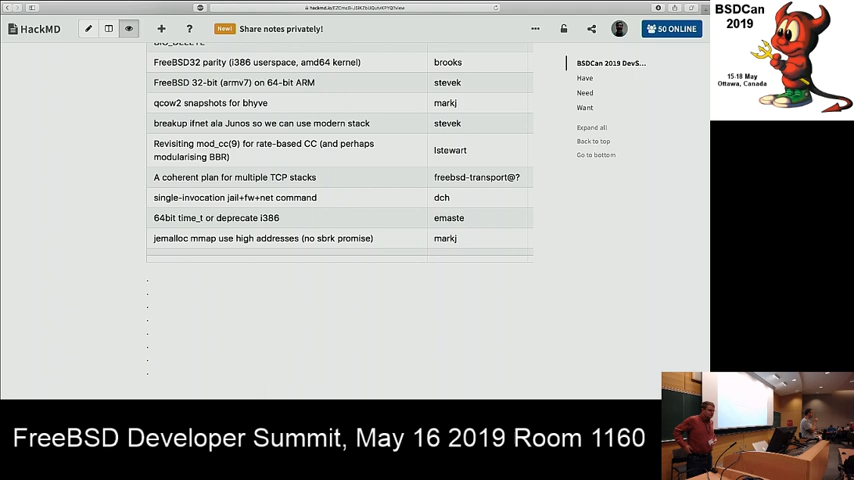 HackMD
New!
Share notes privately!
50 ONLINE
FreeBSD32 parity (i386 userspace, amd64 kernel)
brooks
FreeBSD 32-bit (armv7) on 64-bit ARM
stevek
qcow2 snapshots for bhyve
markj
breakup ifnet ala Junos so we can use modern stack
stevek
Revisiting mod_cc(9) for rate-based CC (and perhaps
modularising BBR)
lstewart
A coherent plan for multiple TCP stacks
freebsd-transport@?
single-invocation jail+fw+net command
dch
64bit time_t or deprecate i386
emaste
jemalloc mmap use high addresses (no sbrk promise)
markj
BSDCan 2019 DevS...
Have
Need
Want
Expand all
Back to top
Go to bottom
BSDCan
2019
15-18 May
Ottawa, Canada
FreeBSD Developer Summit, May 16 2019 Room 1160